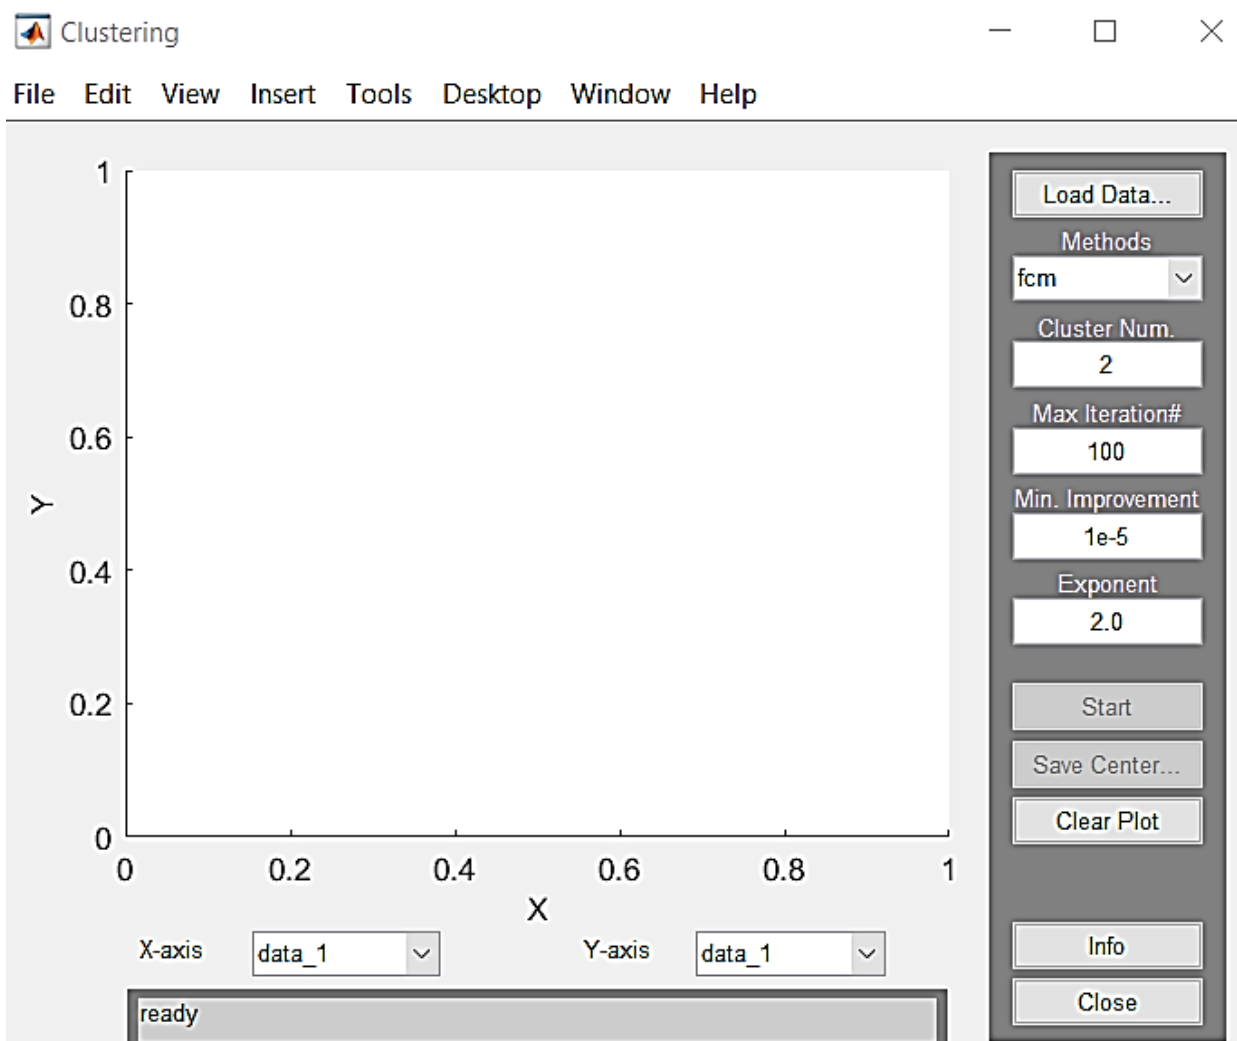 Clustering
File Edit View Insert Tools Desktop Window Help
1
0.8
0.6
0.4
0.2
0
Y
0 0.2 0.4 0.6 0.8 1
X
X-axis data_1 Y-axis data_1
ready
Load Data...
Methods
fcm
Cluster Num.
2
Max Iteration#
100
Min. Improvement
1e-5
Exponent
2.0
Start
Save Center...
Clear Plot
Info
Close